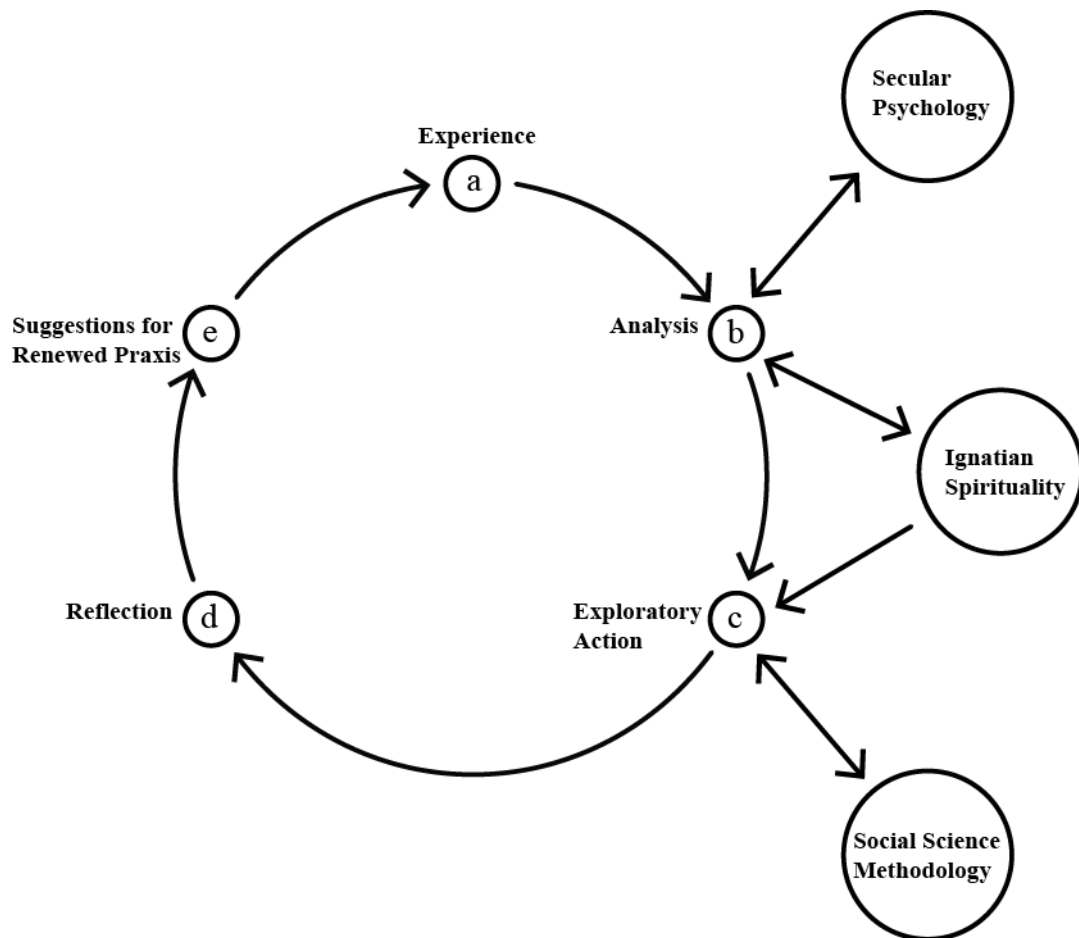 Secular
Psychology
Experience
a
Suggestions for
Renewed Praxis
e
Analysis
b
Ignatian
Spirituality
Reflection
d
Exploratory
Action
c
Social Science
Methodology